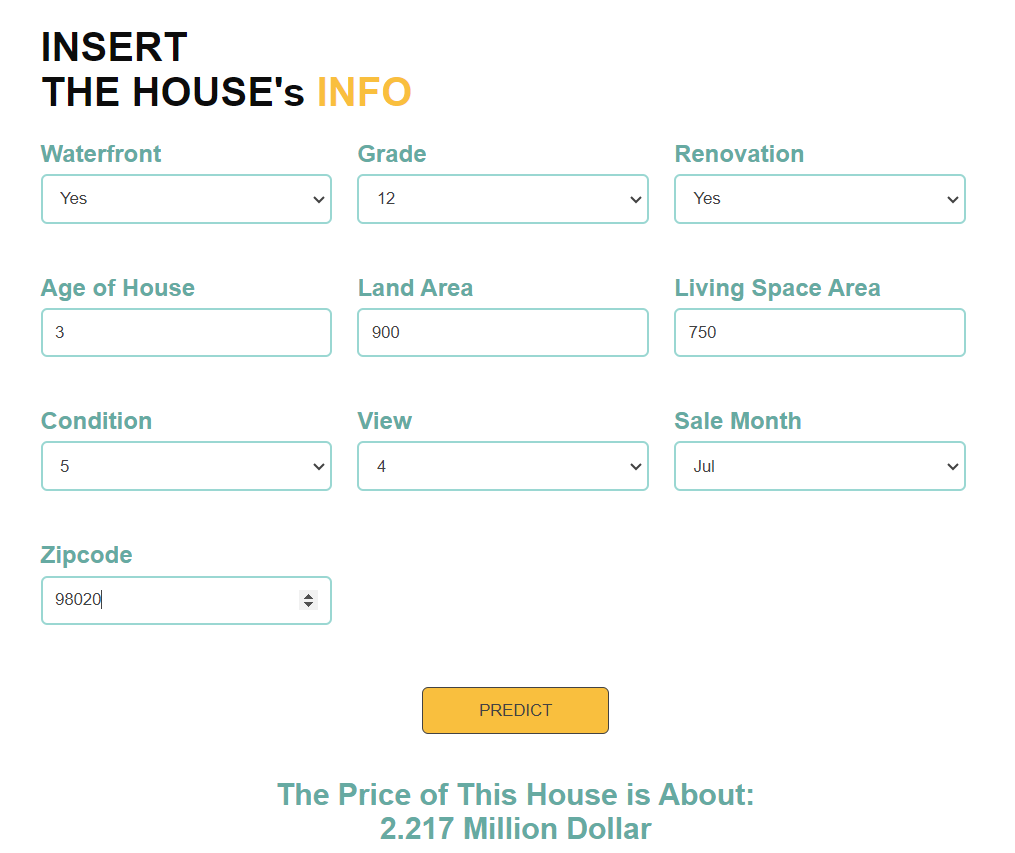 INSERT
THE HOUSE's INFO
Waterfront Grade Renovation
Yes 12 Yes
Age of House Land Area Living Space Area
3 900 750
Condition View Sale Month
5 4 Jul
Zipcode
98020
PREDICT
The Price of This House is About:
2.217 Million Dollar